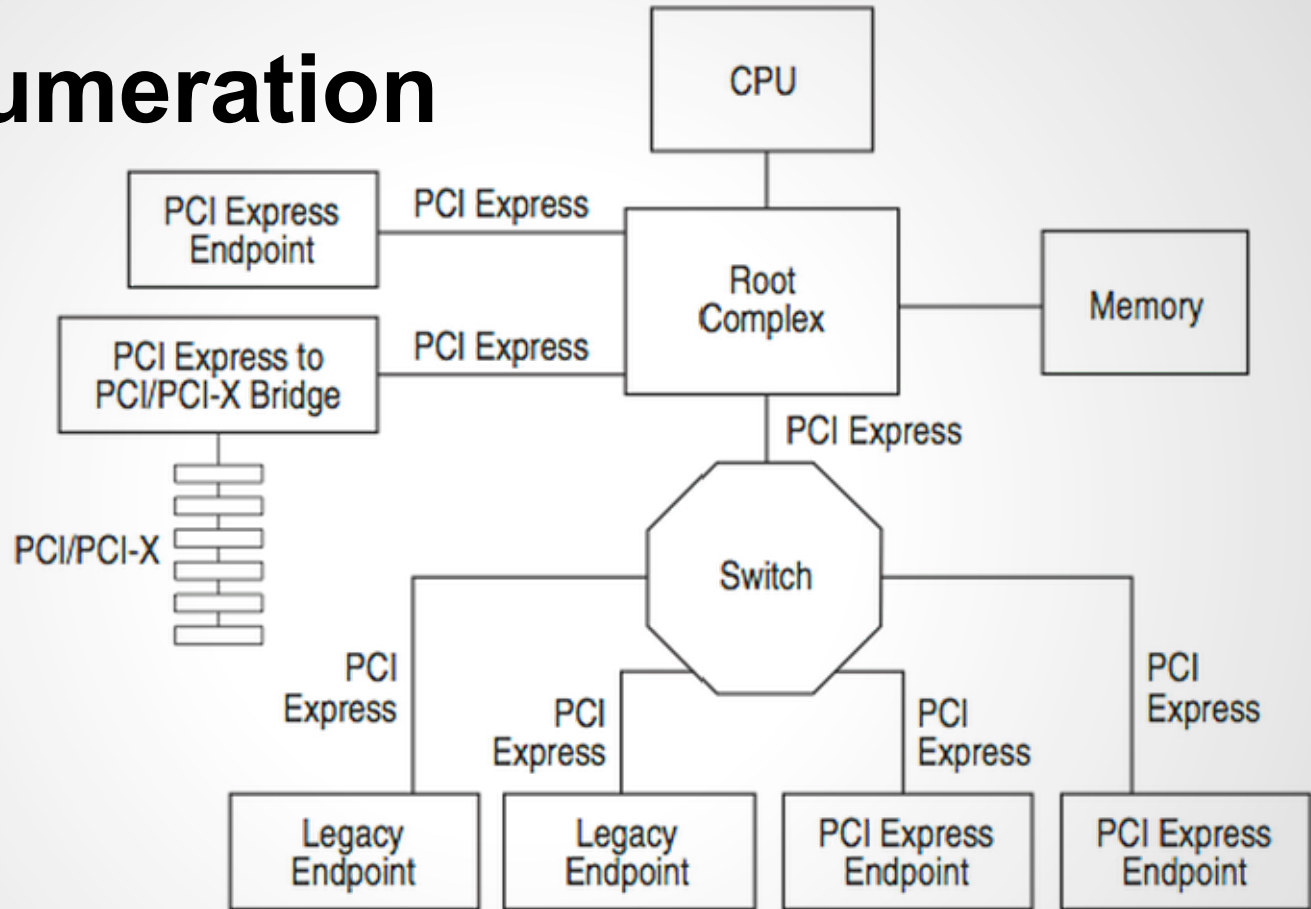 umeration
CPU
PCI Express
Endpoint
PCI Express
Root
Complex
Memory
PCI Express to
PCI/PCI-X Bridge
PCI Express
PCI Express
PCI/PCI-X
Switch
PCI
Express
PCI
Express
PCI
Express
PCI
Express
Legacy
Endpoint
Legacy
Endpoint
PCI Express
Endpoint
PCI Express
Endpoint